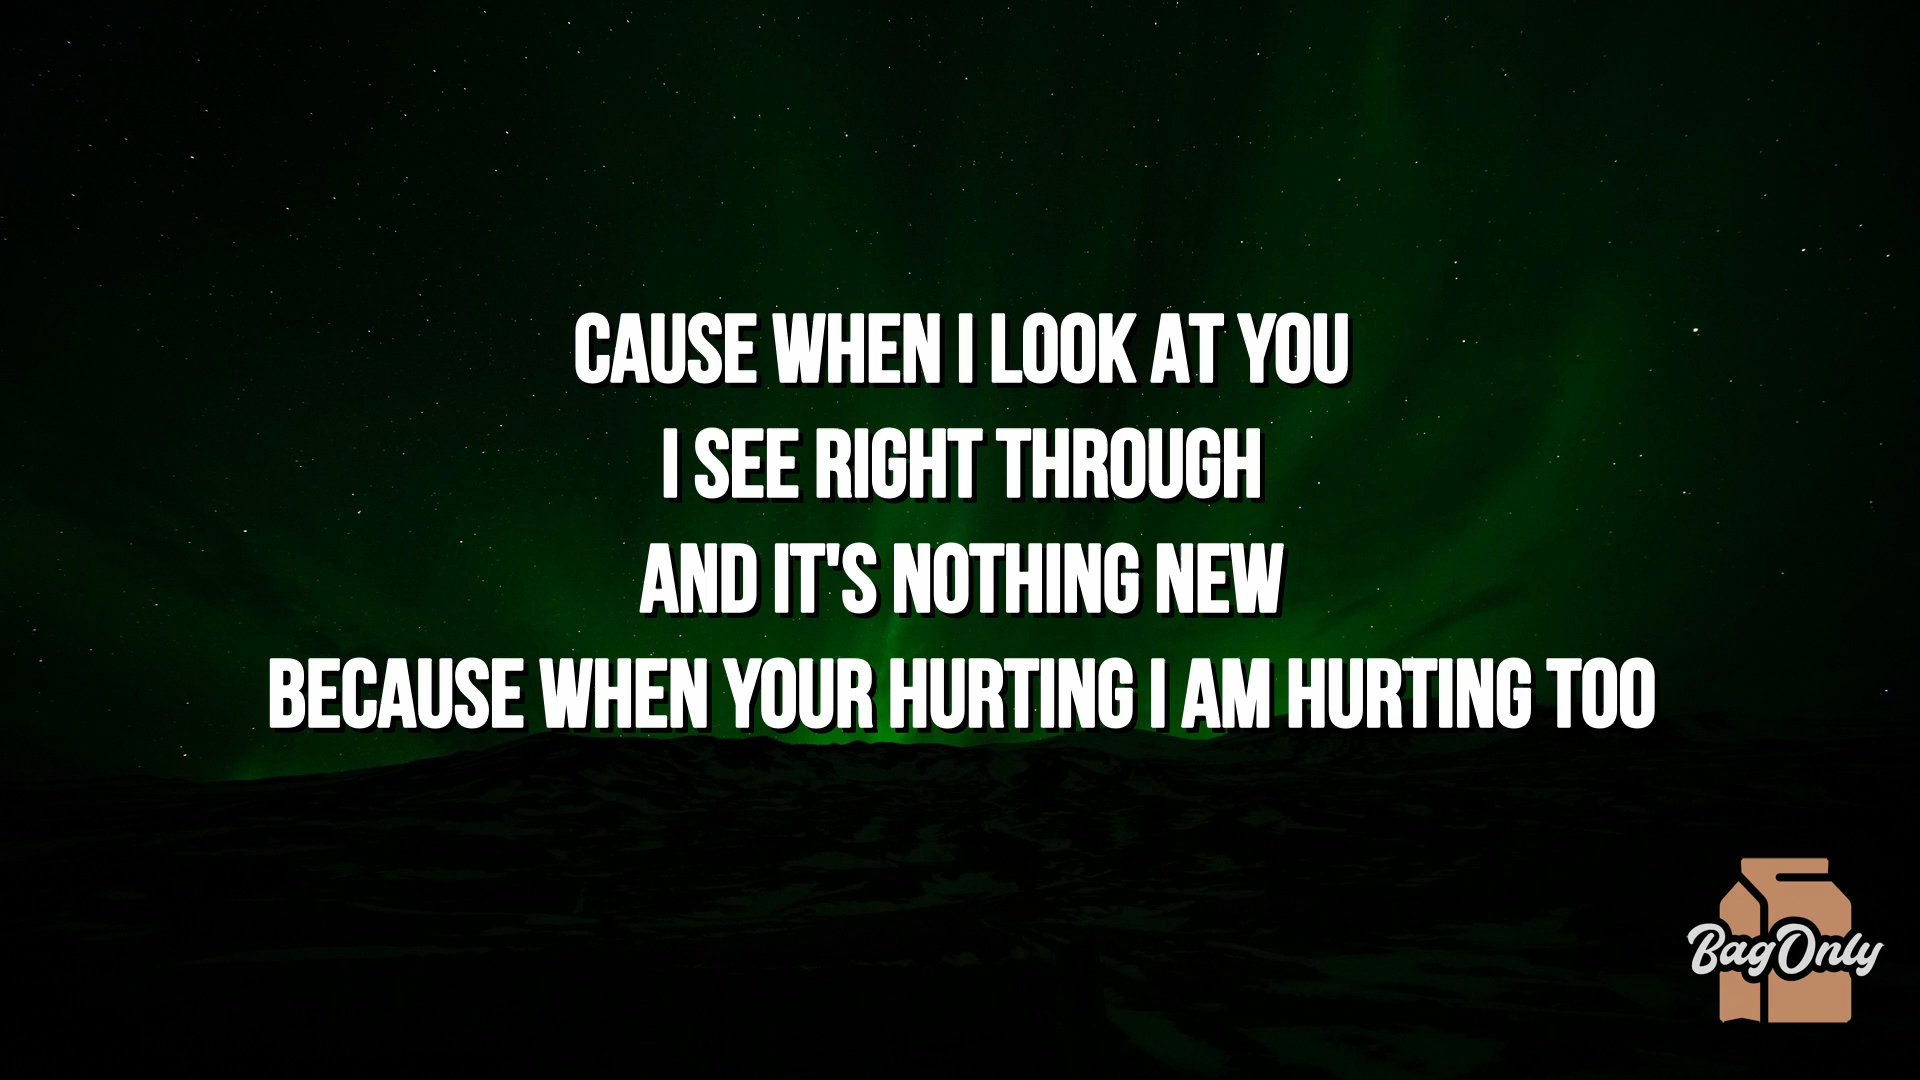 CAUSE WHEN I LOOK AT YOU
I SEE RIGHT THROUGH
AND IT'S NOTHING NEW
BECAUSE WHEN YOUR HURTING I AM HURTING TOO
BagOnly